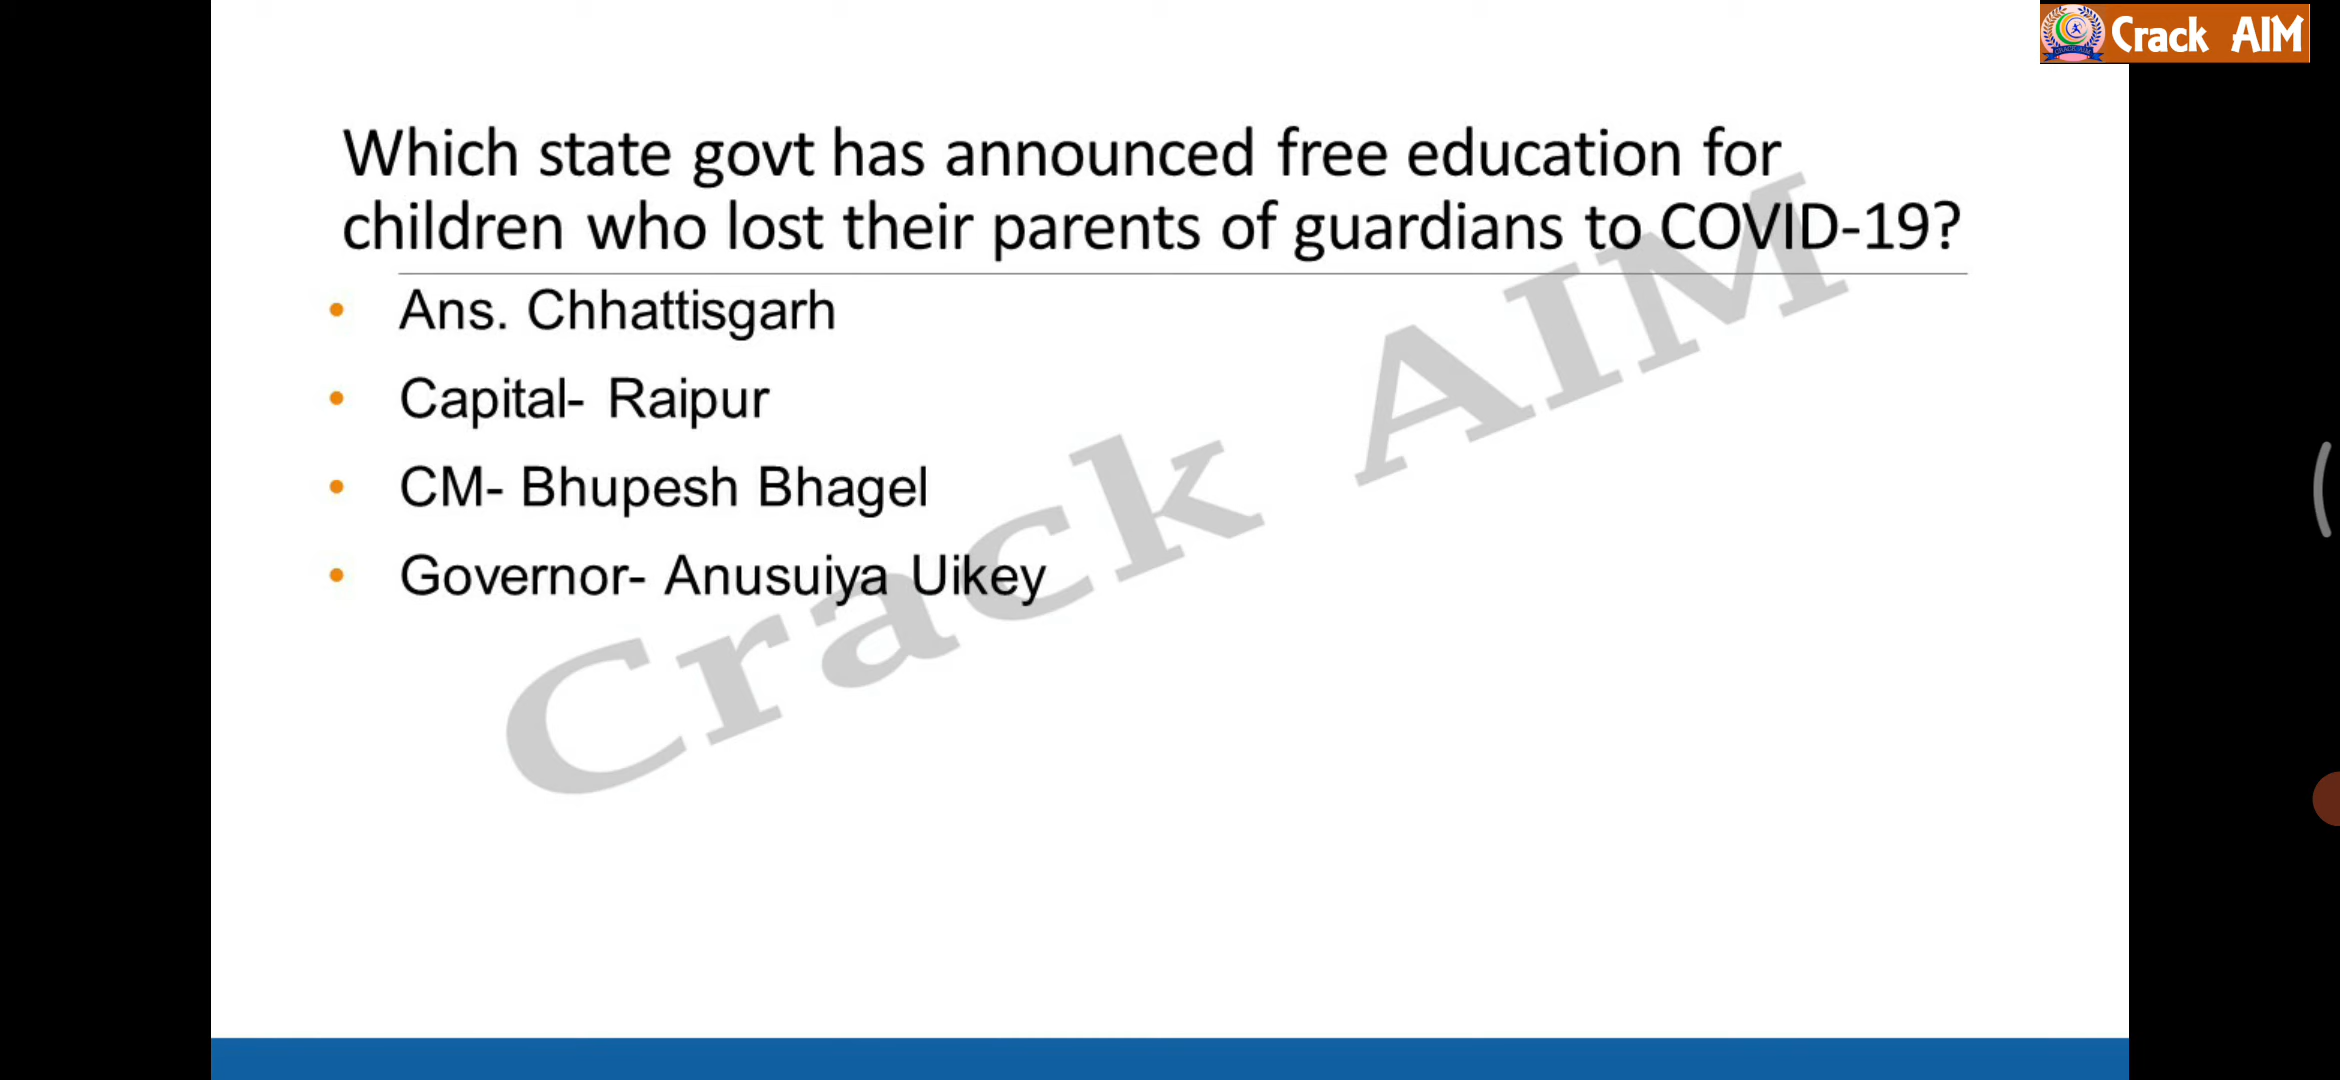 Crack AIM
Which state govt has announced free education for
children who lost their parents of guardians to COVID-19?
• Ans. Chhattisgarh
• Capital- Raipur
• CM- Bhupesh Bhagel
• Governor- Anusuiya Uikey
Crack AIM